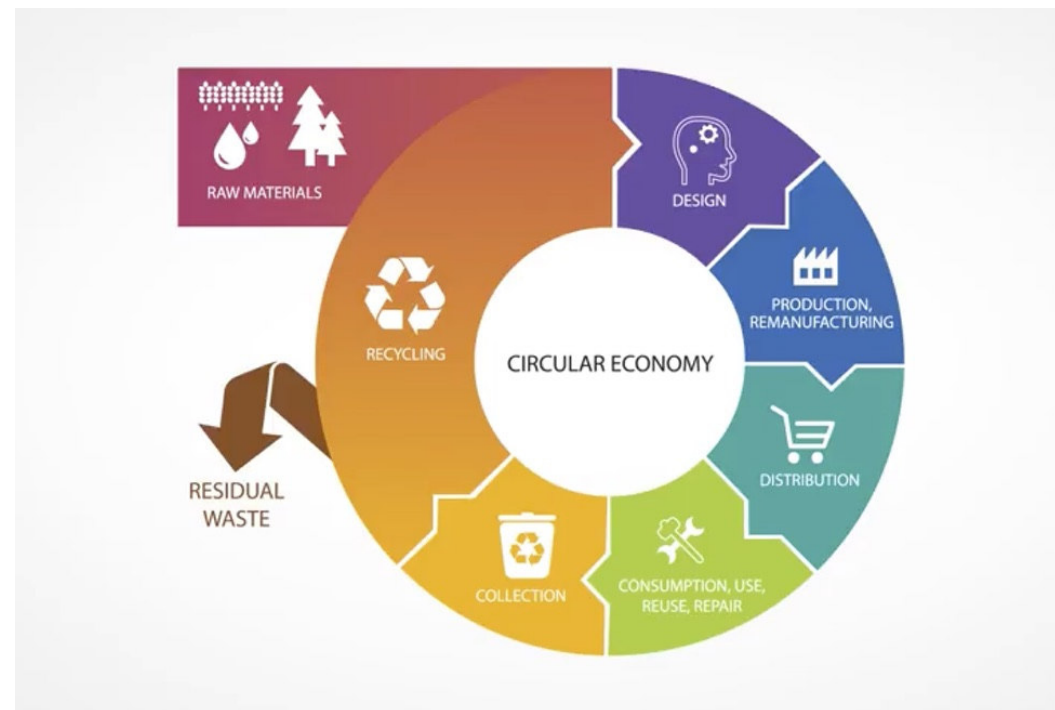 RAW MATERIALS
DESIGN
PRODUCTION,
REMANUFACTURING
RECYCLING
CIRCULAR ECONOMY
DISTRIBUTION
RESIDUAL
WASTE
COLLECTION
CONSUMPTION, USE,
REUSE, REPAIR